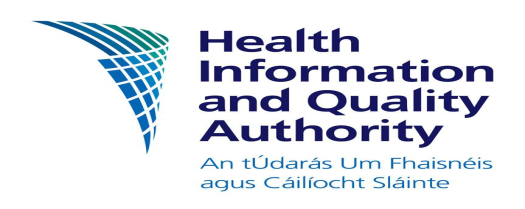 Health
Information
and Quality
Authority
An tÚdarás Um Fhaisnéis
agus Cáilíocht Sláinte